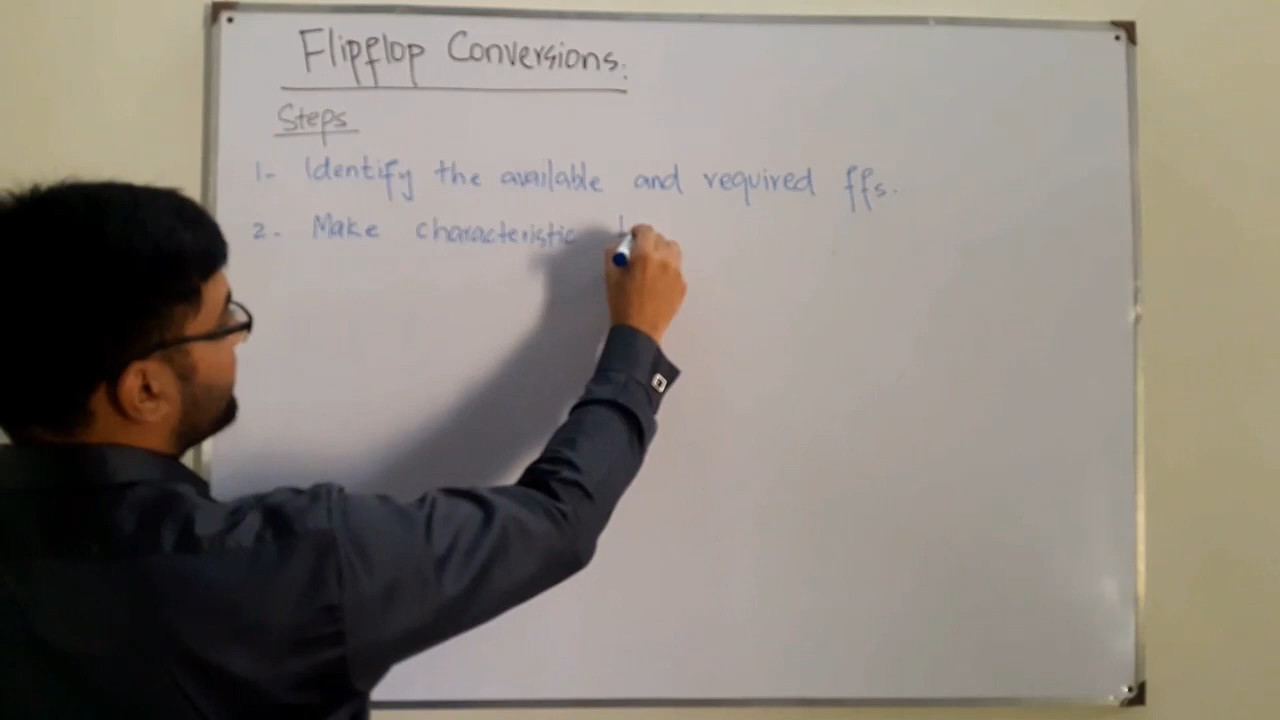 Flipflop Conversions:
Steps
1- Identify the available and required ffs.
2- Make characteristic